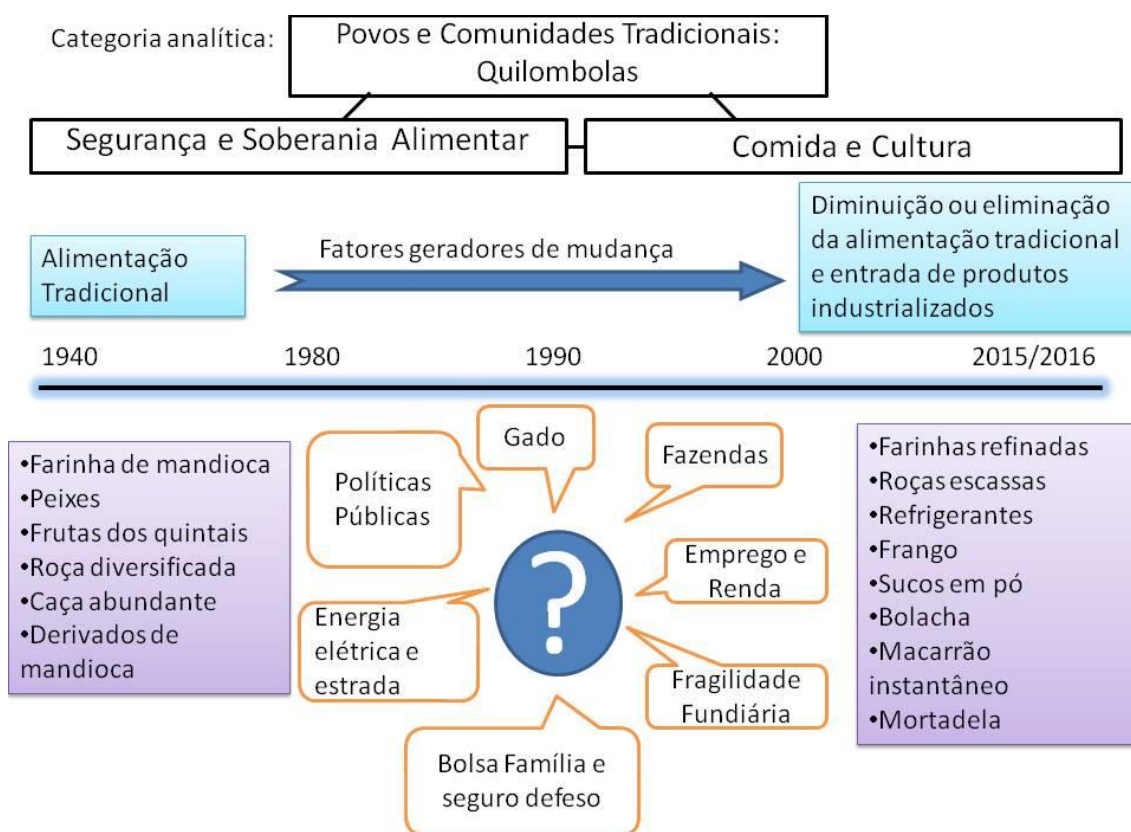 Categoria analítica:
Povos e Comunidades Tradicionais:
Quilombolas
Segurança e Soberania Alimentar
Comida e Cultura
Alimentação
Tradicional
Fatores geradores de mudança
Diminuição ou eliminação
da alimentação tradicional
e entrada de produtos
industrializados
1940 1980 1990 2000 2015/2016
•Farinha de mandioca
•Peixes
•Frutas dos quintais
•Roça diversificada
•Caça abundante
•Derivados de
mandioca
Políticas
Públicas
Gado
Fazendas
Energia
elétrica e
estrada
?
Emprego e
Renda
Fragilidade
Fundiária
Bolsa Família e
seguro defeso
•Farinhas refinadas
•Roças escassas
•Refrigerantes
•Frango
•Sucos em pó
•Bolacha
•Macarrão
instantâneo
•Mortadela